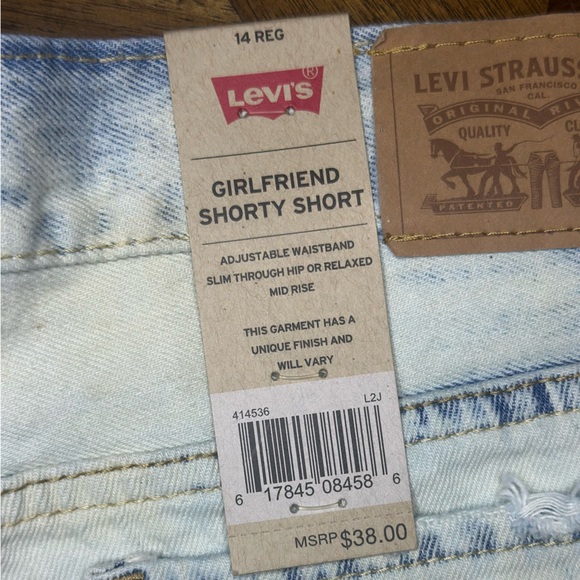 14 REG
LEVI'S
®
GIRLFRIEND
SHORTY SHORT
ADJUSTABLE WAISTBAND
SLIM THROUGH HIP OR RELAXED
MID RISE
THIS GARMENT HAS A
UNIQUE FINISH AND
WILL VARY
414536 L2J
6 17845 08458 6
MSRP $38.00
LEVI STRAUSS
SAN FRANCISCO
CAL
ORIGINAL
QUALITY
PATENTED